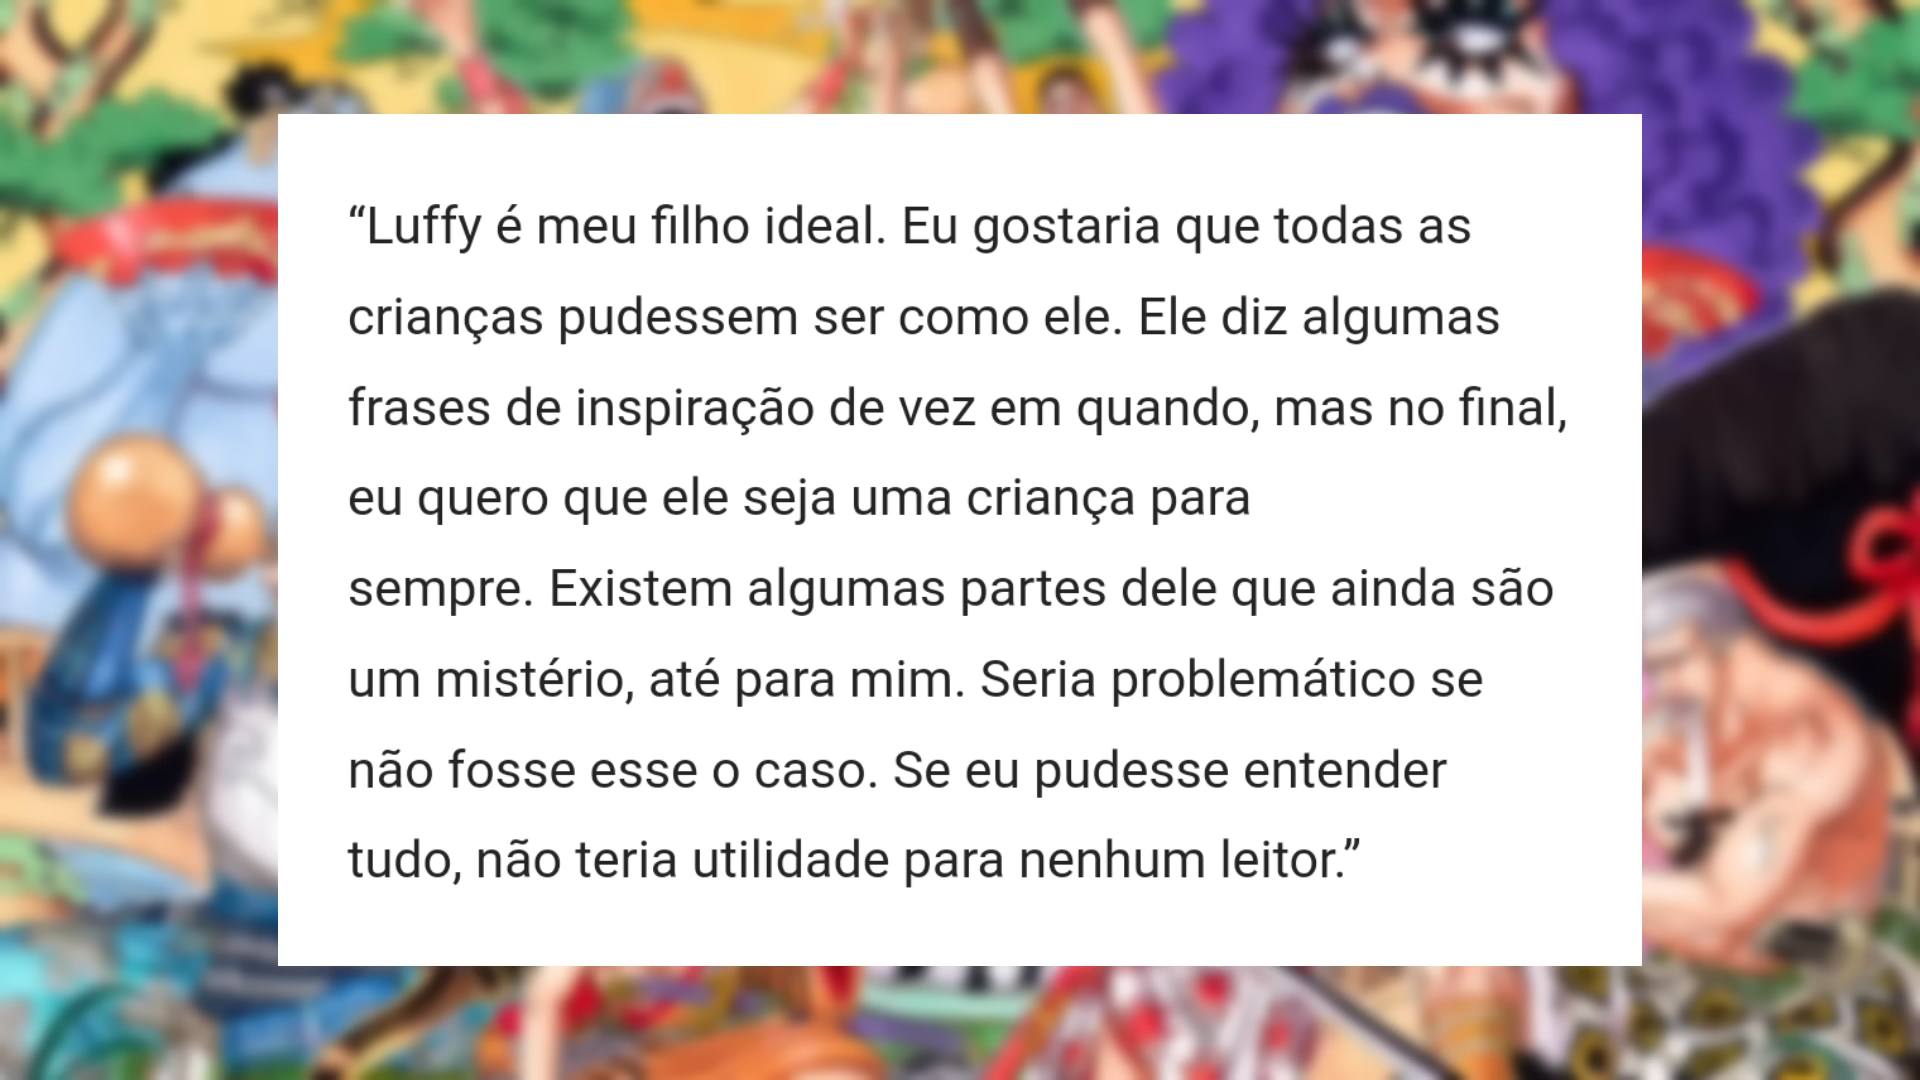 “Luffy é meu filho ideal. Eu gostaria que todas as
crianças pudessem ser como ele. Ele diz algumas
frases de inspiração de vez em quando, mas no final,
eu quero que ele seja uma criança para
sempre. Existem algumas partes dele que ainda são
um mistério, até para mim. Seria problemático se
não fosse esse o caso. Se eu pudesse entender
tudo, não teria utilidade para nenhum leitor.”